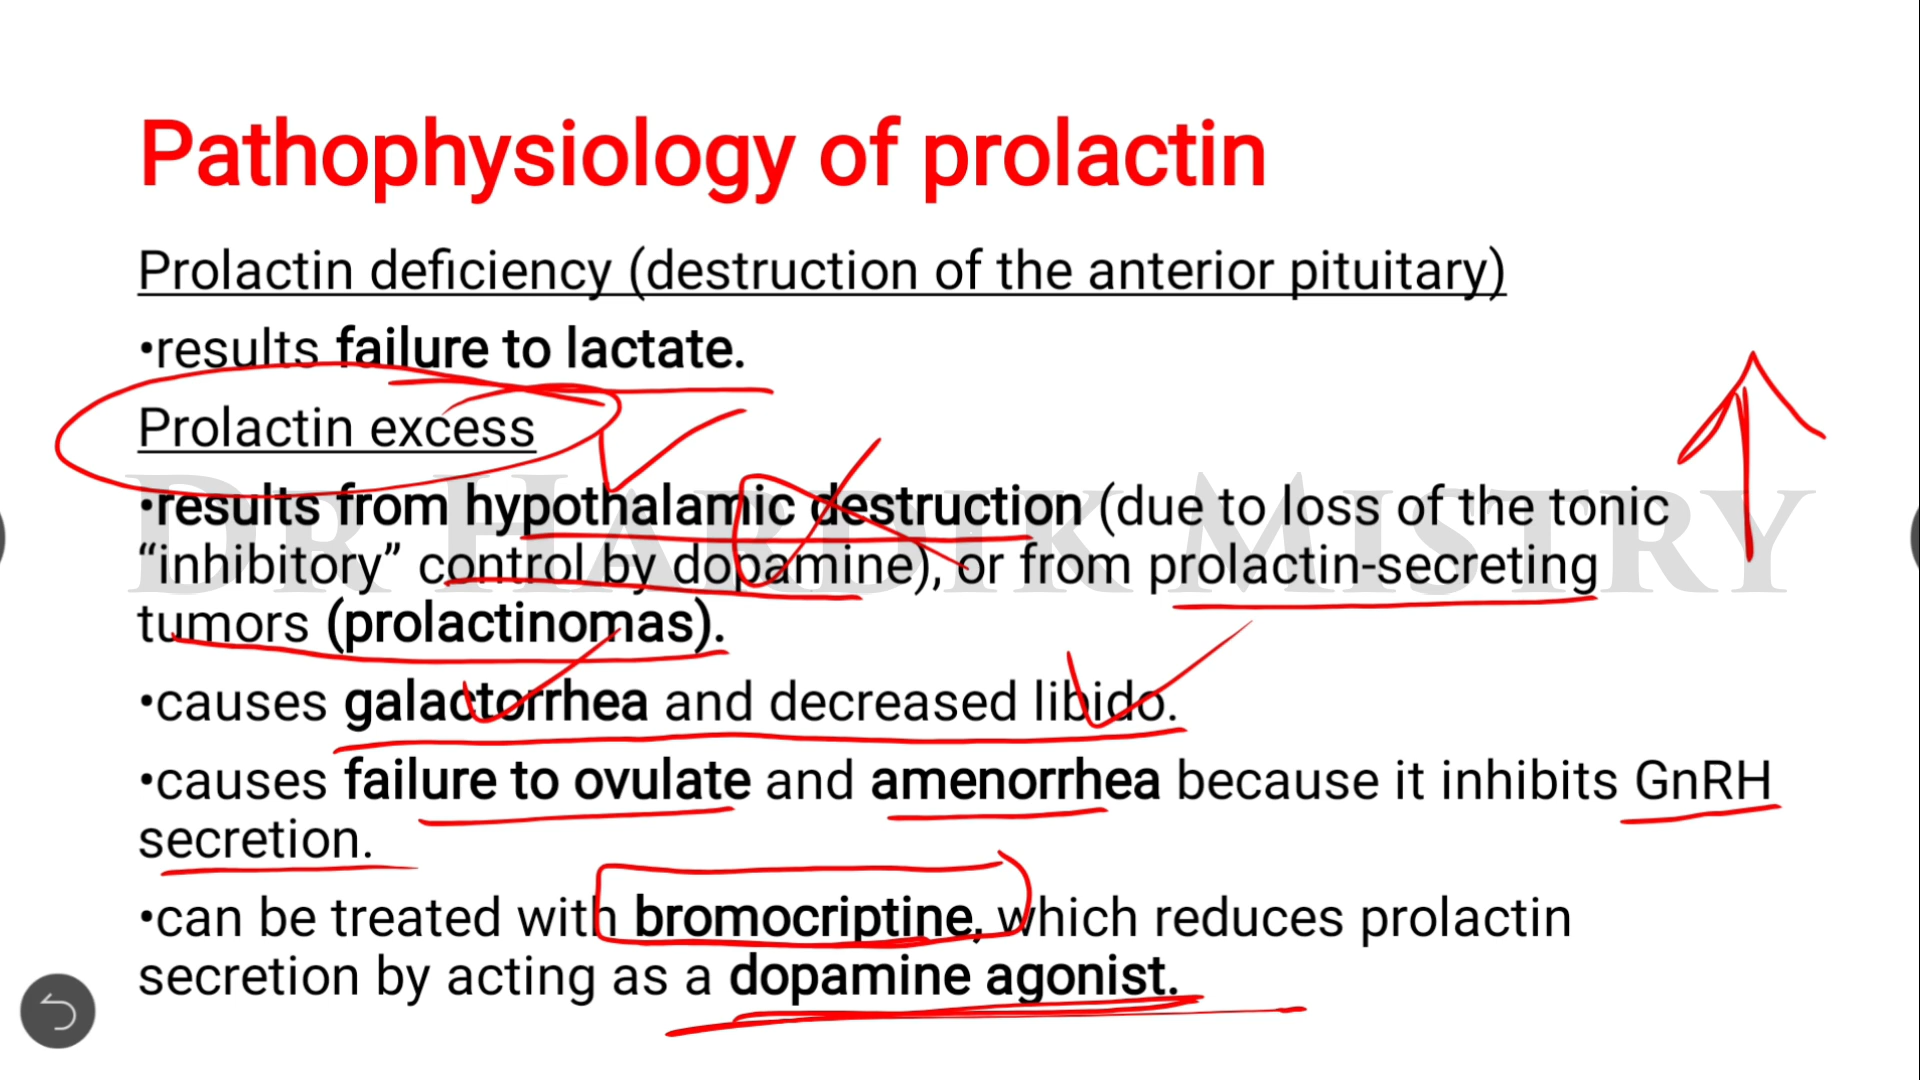 Pathophysiology of prolactin
Prolactin deficiency (destruction of the anterior pituitary)
•results failure to lactate.
Prolactin excess
•results from hypothalamic destruction (due to loss of the tonic
“inhibitory” control by dopamine), or from prolactin-secreting
tumors (prolactinomas).
•causes galactorrhea and decreased libido.
•causes failure to ovulate and amenorrhea because it inhibits GnRH
secretion.
•can be treated with bromocriptine, which reduces prolactin
secretion by acting as a dopamine agonist.
DR HARDIK MISTRY